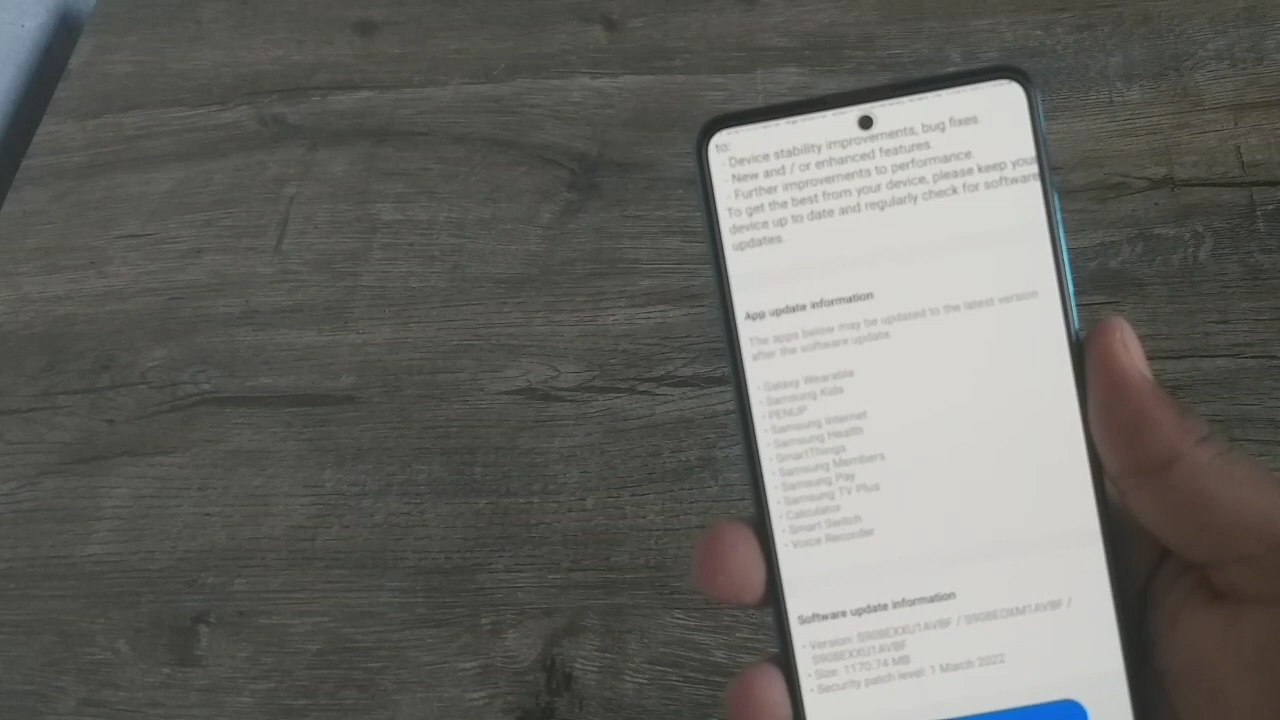 to:
- Device stability improvements, bug fixes.
- New and / or enhanced features.
- Further improvements to performance.
To get the best from your device, please keep your
device up to date and regularly check for software
updates.
App update information
The apps below may be updated to the latest version
after the software update.
• Galaxy Wearable
• Samsung Kids
• PENUP
• Samsung Internet
• Samsung Health
• SmartThings
• Samsung Members
• Samsung Pay
• Samsung TV Plus
• Calculator
• Smart Switch
• Voice Recorder
Software update information
• Version: S908EXXU1AVBF / S908EOXM1AVBF /
S908EXXU1AVBF
• Size: 1170.74 MB
• Security patch level: 1 March 2022